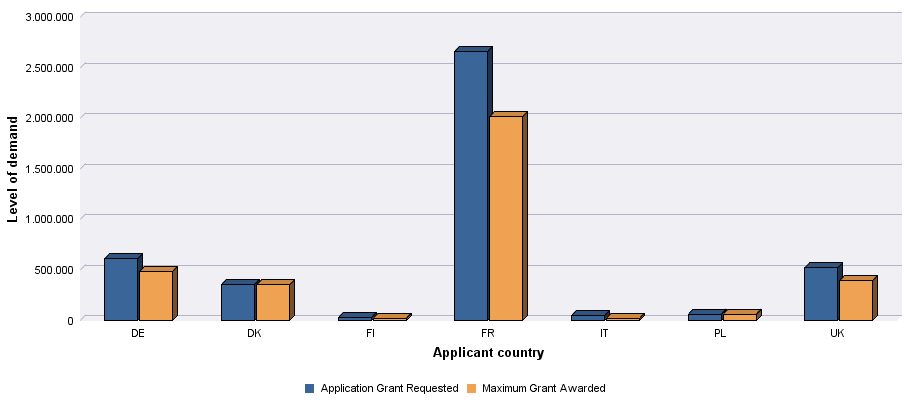 3.000.000
2.500.000
2.000.000
1.500.000
1.000.000
500.000
0
Level of demand
DE DK FI FR IT PL UK
Applicant country
Application Grant Requested Maximum Grant Awarded